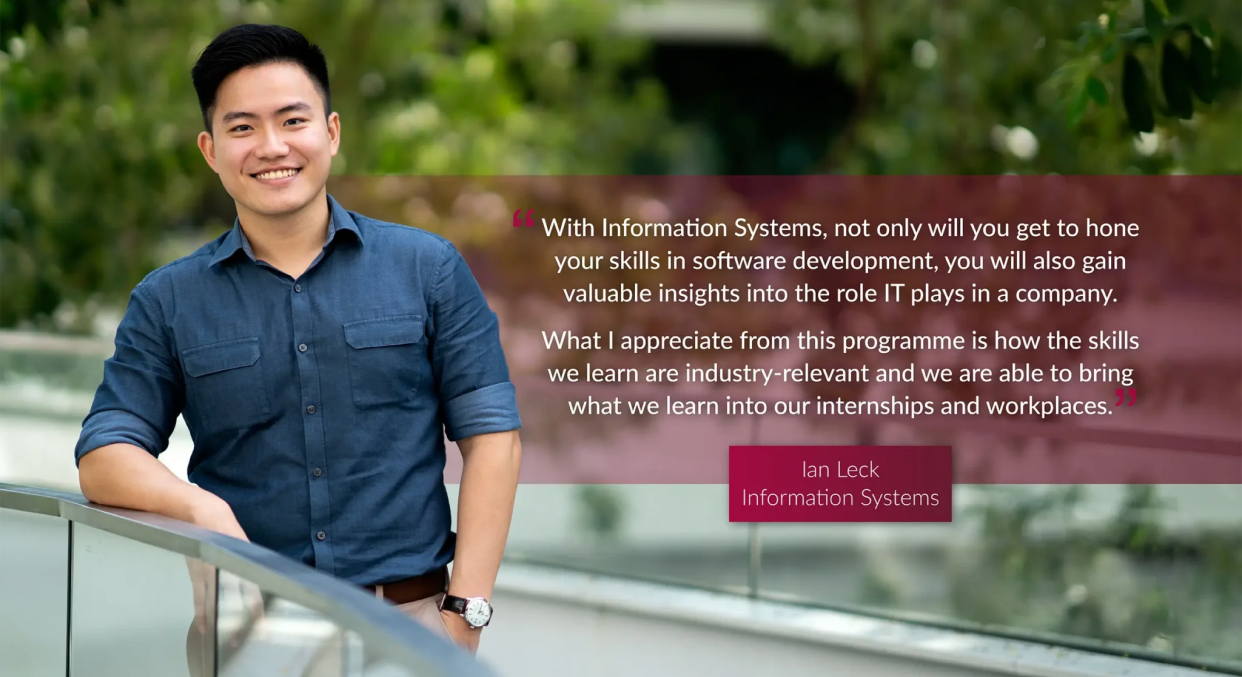 “ With Information Systems, not only will you get to hone
your skills in software development, you will also gain
valuable insights into the role IT plays in a company.
What I appreciate from this programme is how the skills
we learn are industry-relevant and we are able to bring
what we learn into our internships and workplaces.”
Ian Leck
Information Systems